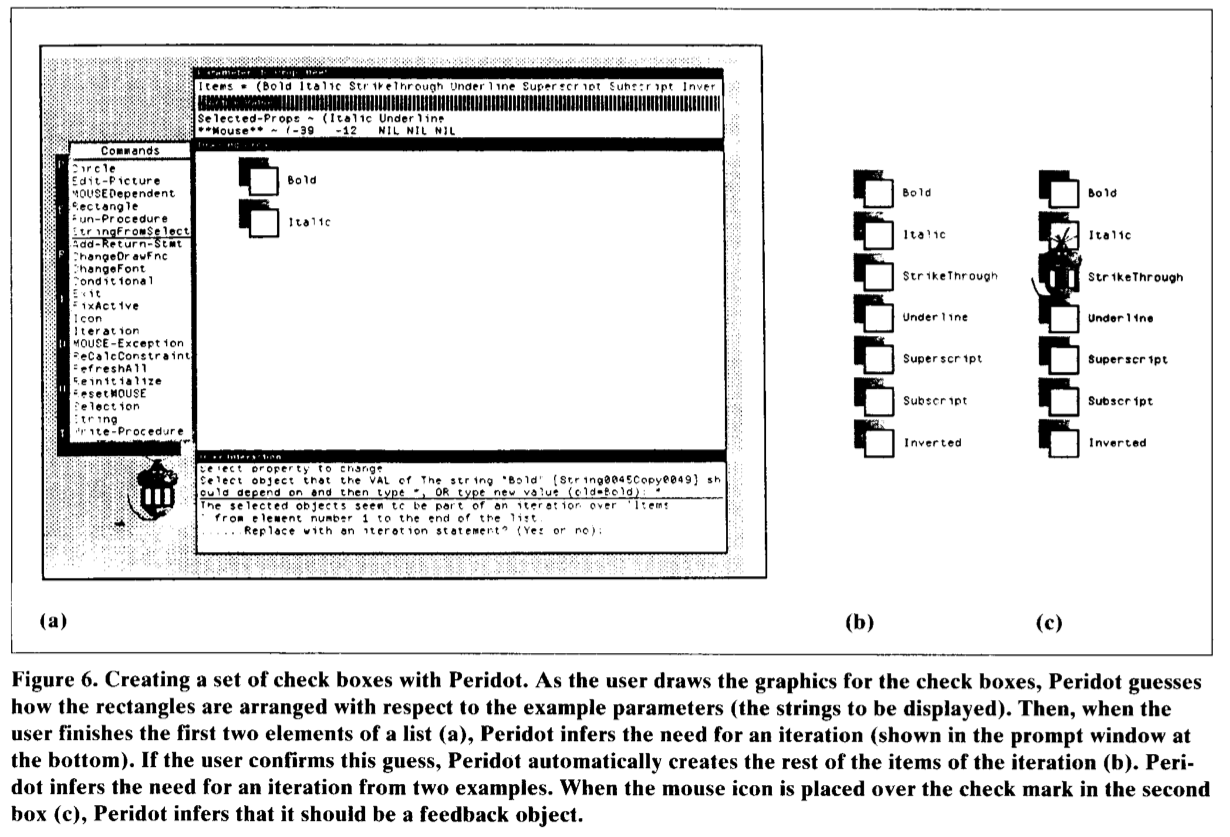 Items * (Bold Italic StrikeThrough Underline Superscript Subscript Inver
Selected-Props ~ (Italic Underline
**Mouse** ~ (-39 -12 NIL NIL NIL
Commands
Circle
Edit-Picture
MOUSEDependent
Rectangle
Run-Procedure
StringFromSelect
Add-Return-Stmt
ChangeDrawFnc
ChangeFont
Conditional
Exit
FixActive
Icon
Iteration
MOUSE-Exception
ReCalcConstraint
RefreshAll
Reinitialize
ResetMOUSE
Selection
String
Write-Procedure
Bold
Italic
Select property to change
Select object that the VAL of The string "Bold" [String0045Copy0049] sh
ould depend on and then type *, OR type new value (old=Bold): *
The selected objects seem to be part of an iteration over 'Items
' from element number 1 to the end of the list.
......Replace with an iteration statement? (Yes or no):
(a)
Bold
Italic
StrikeThrough
Underline
Superscript
Subscript
Inverted
(b)
Bold
Italic
StrikeThrough
Underline
Superscript
Subscript
Inverted
(c)
Figure 6. Creating a set of check boxes with Peridot. As the user draws the graphics for the check boxes, Peridot guesses
how the rectangles are arranged with respect to the example parameters (the strings to be displayed). Then, when the
user finishes the first two elements of a list (a), Peridot infers the need for an iteration (shown in the prompt window at
the bottom). If the user confirms this guess, Peridot automatically creates the rest of the items of the iteration (b). Peri-
dot infers the need for an iteration from two examples. When the mouse icon is placed over the check mark in the second
box (c), Peridot infers that it should be a feedback object.